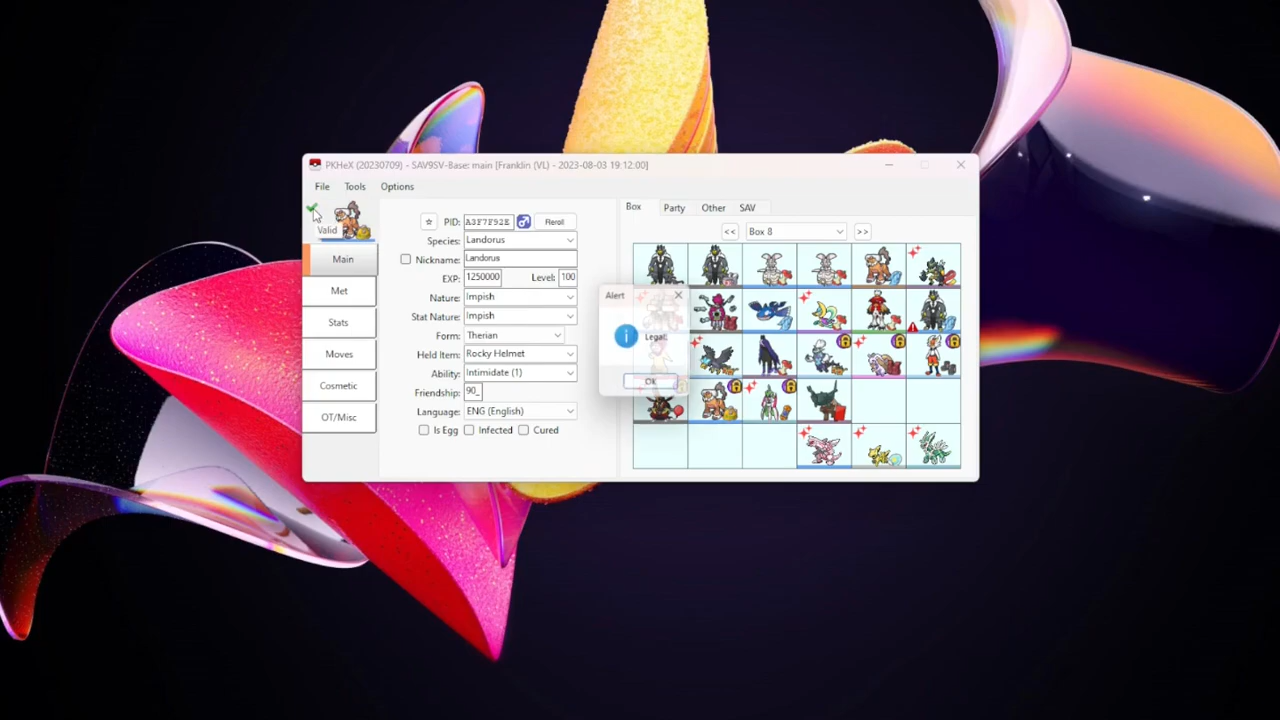 PKHeX (20230709) - SAV9SV-Base: main [Franklin (VL) - 2023-08-03 19:12:00]
File Tools Options
Valid
Main
Met
Stats
Moves
Cosmetic
OT/Misc
PID: A3F7F92E Reroll
Species: Landorus
Nickname: Landorus
EXP: 1250000 Level: 100
Nature: Impish
Stat Nature: Impish
Form: Therian
Held Item: Rocky Helmet
Ability: Intimidate (1)
Friendship: 90_
Language: ENG (English)
Is Egg Infected Cured
Box Party Other SAV
<< Box 8 >>
Alert
Legal!
OK